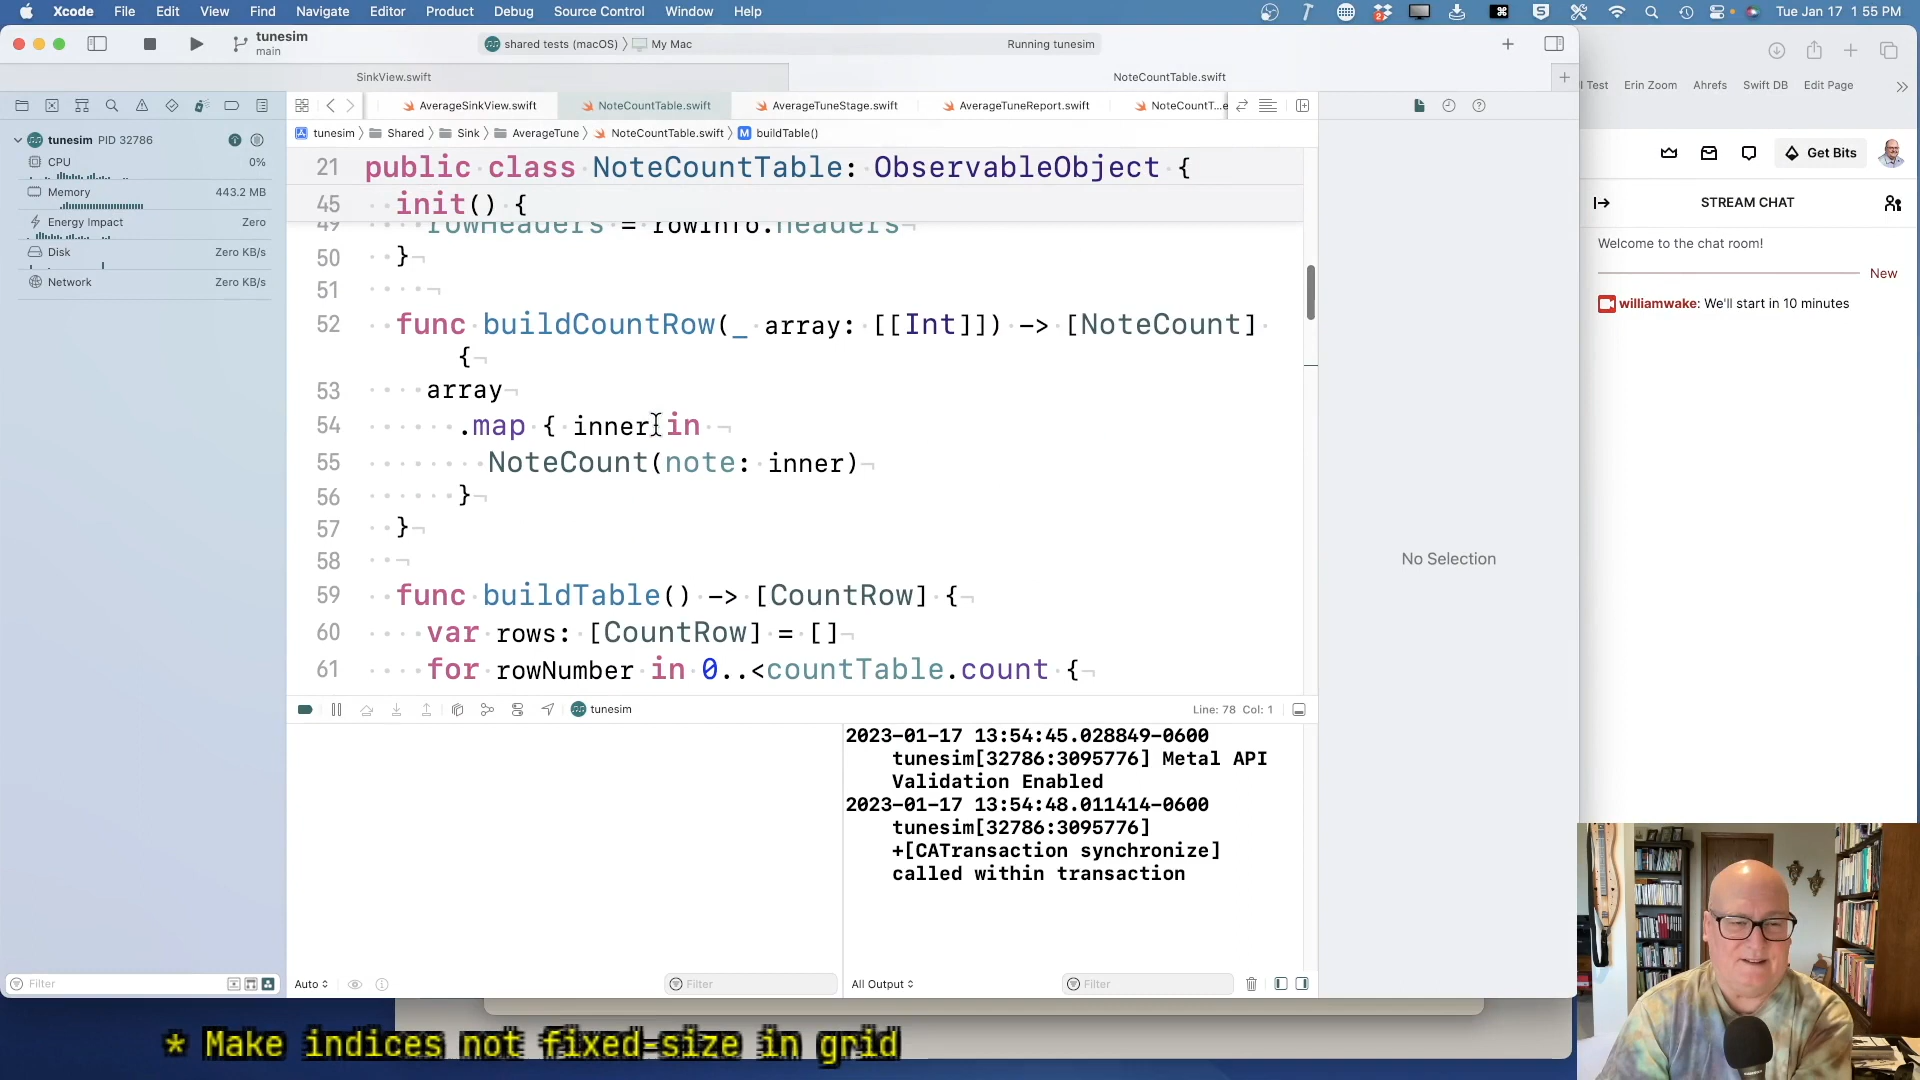 Xcode File Edit View Find Navigate Editor Product Debug Source Control Window Help
Tue Jan 17 1:55 PM
tunesim
main
shared tests (macOS) 〉 My Mac
Running tunesim
SinkView.swift
NoteCountTable.swift
Test Erin Zoom Ahrefs Swift DB Edit Page
AverageSinkView.swift NoteCountTable.swift AverageTuneStage.swift AverageTuneReport.swift NoteCountT...e
tunesim 〉 Shared 〉 Sink 〉 AverageTune 〉 NoteCountTable.swift 〉 M buildTable()
tunesim PID 32786
CPU 0%
Memory 443.2 MB
Energy Impact Zero
Disk Zero KB/s
Network Zero KB/s
Filter
21 public class NoteCountTable: ObservableObject {
45 init() {
49 rowHeaders = rowInfo.headers
50 }
51
52 func buildCountRow(_ array: [[Int]]) -> [NoteCount]
{
53 array
54 .map { inner in
55 NoteCount(note: inner)
56 }
57 }
58
59 func buildTable() -> [CountRow] {
60 var rows: [CountRow] = []
61 for rowNumber in 0..<countTable.count {
tunesim
Line: 78 Col: 1
2023-01-17 13:54:45.028849-0600
tunesim[32786:3095776] Metal API
Validation Enabled
2023-01-17 13:54:48.011414-0600
tunesim[32786:3095776]
+[CATransaction synchronize]
called within transaction
Auto
Filter
All Output
Filter
No Selection
Get Bits
STREAM CHAT
Welcome to the chat room!
New
williamwake: We'll start in 10 minutes
* Make indices not fixed-size in grid